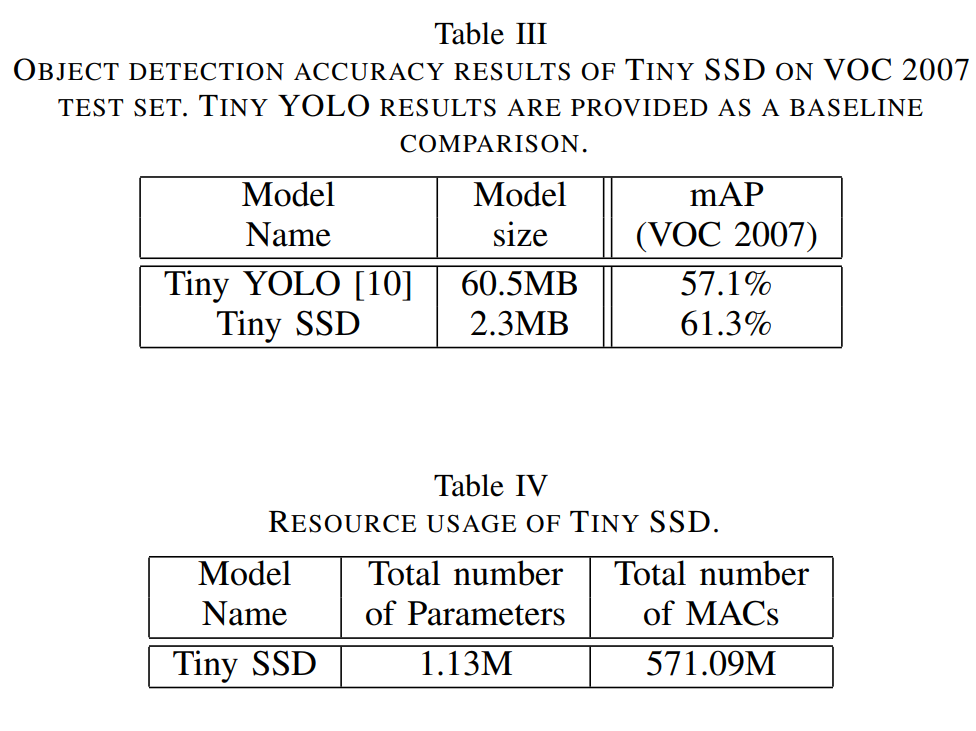 Table III
OBJECT DETECTION ACCURACY RESULTS OF TINY SSD ON VOC 2007
TEST SET. TINY YOLO RESULTS ARE PROVIDED AS A BASELINE
COMPARISON.
Model Name Model size mAP (VOC 2007)
Tiny YOLO [10] 60.5MB 57.1%
Tiny SSD 2.3MB 61.3%
Table IV
RESOURCE USAGE OF TINY SSD.
Model Name Total number of Parameters Total number of MACs
Tiny SSD 1.13M 571.09M